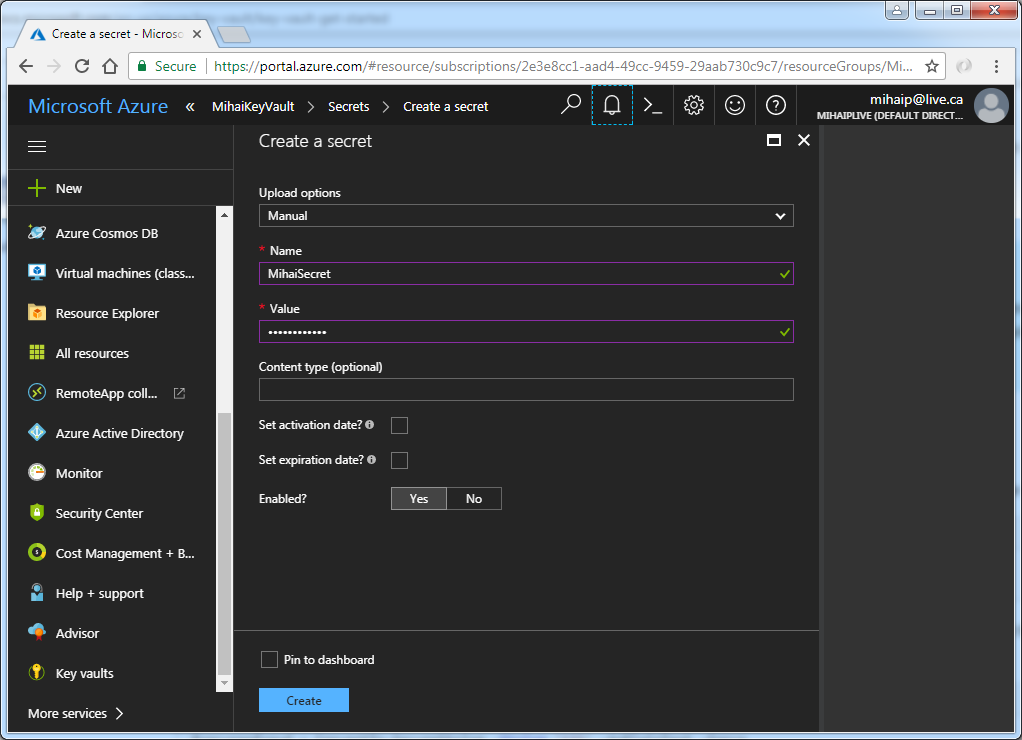 Create a secret - Microsc
Secure
https://portal.azure.com/#resource/subscriptions/2e3e8cc1-aad4-49cc-9459-29aab730c9c7/resourceGroups/Mi...
Microsoft Azure « MihaiKeyVault > Secrets > Create a secret
mihaip@live.ca
MIHAIPLIVE (DEFAULT DIRECT...
New
Azure Cosmos DB
Virtual machines (class...
Resource Explorer
All resources
RemoteApp coll...
Azure Active Directory
Monitor
Security Center
Cost Management + B...
Help + support
Advisor
Key vaults
More services >
Create a secret
Upload options
Manual
* Name
MihaiSecret
* Value
••••••••••••
Content type (optional)
Set activation date?
Set expiration date?
Enabled?
Yes No
Pin to dashboard
Create